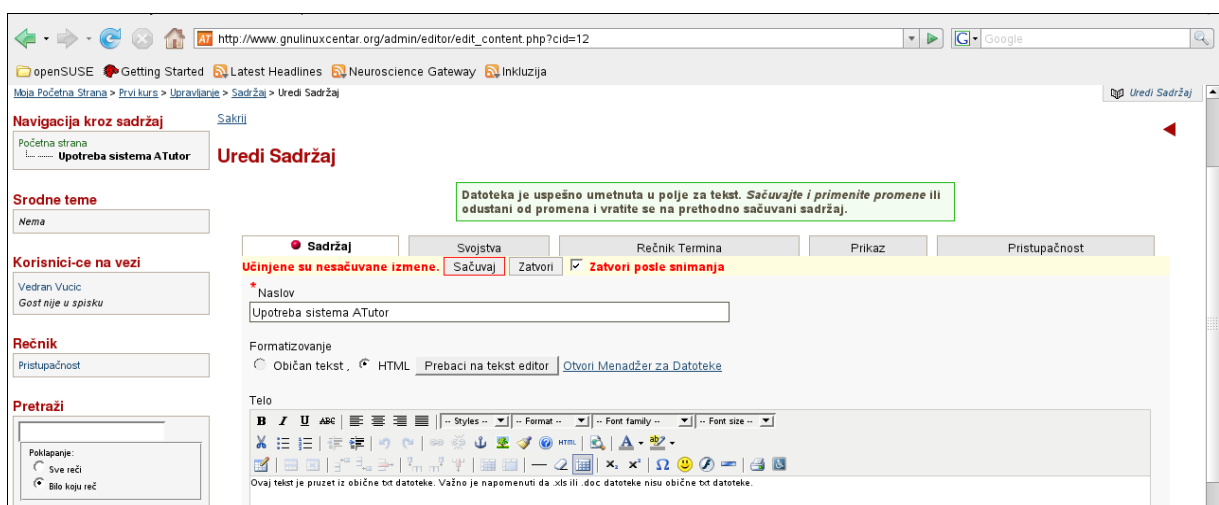 http://www.gnulinuxcentar.org/admin/editor/edit_content.php?cid=12
G Google
openSUSE Getting Started Latest Headlines Neuroscience Gateway Inkluzija
Moja Početna Strana > Prvi kurs > Upravljanje > Sadržaj > Uredi Sadržaj
Uredi Sadržaj
Navigacija kroz sadržaj
Početna strana
Upotreba sistema ATutor
Srodne teme
Nema
Korisnici-ce na vezi
Vedran Vucic
Gost nije u spisku
Rečnik
Pristupačnost
Pretraži
Poklapanje:
Sve reči
Bilo koju reč
Sakrij
Uredi Sadržaj
Datoteka je uspešno umetnuta u polje za tekst. Sačuvajte i primenite promene ili
odustani od promena i vratite se na prethodno sačuvani
sadržaj.
Sadržaj Svojstva Rečnik Termina Prikaz Pristupačnost
Učinjene su nesačuvane izmene. Sačuvaj Zatvori Zatvori posle snimanja
* Naslov
Upotreba sistema ATutor
Formatizovanje
Običan tekst , HTML Prebaci na tekst editor Otvori Menadžer za Datoteke
Telo
B I U ABC -- Styles -- -- Format -- -- Font family -- -- Font size --
HTML A ab
x₂ x² Ω
Ovaj tekst je pruzet iz obične txt datoteke. Važno je napomenuti da .xls ili .doc datoteke nisu obične txt datoteke.